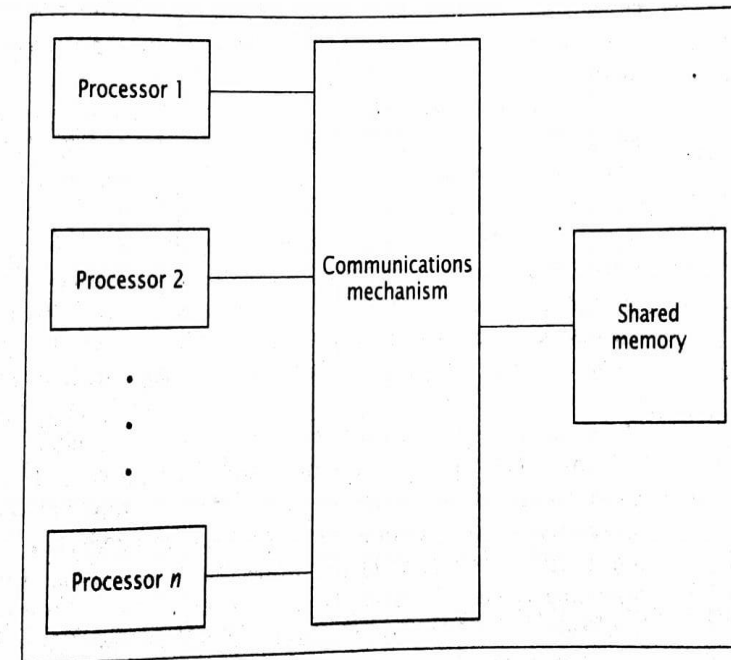 Processor 1
Processor 2
Communications
mechanism
Shared
memory
Processor n